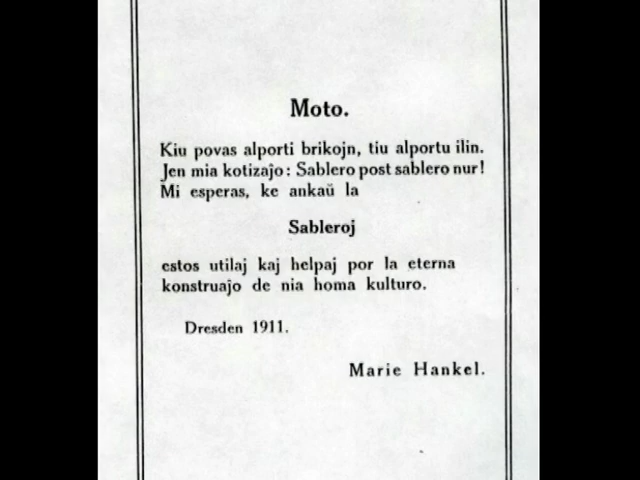 Moto.
Kiu povas alporti brikojn, tiu alportu ilin.
Jen mia kotizaĵo: Sablero post sablero nur!
Mi esperas, ke ankaŭ la
Sableroj
estos utilaj kaj helpaj por la eterna
konstruaĵo de nia homa kulturo.
Dresden 1911.
Marie Hankel.